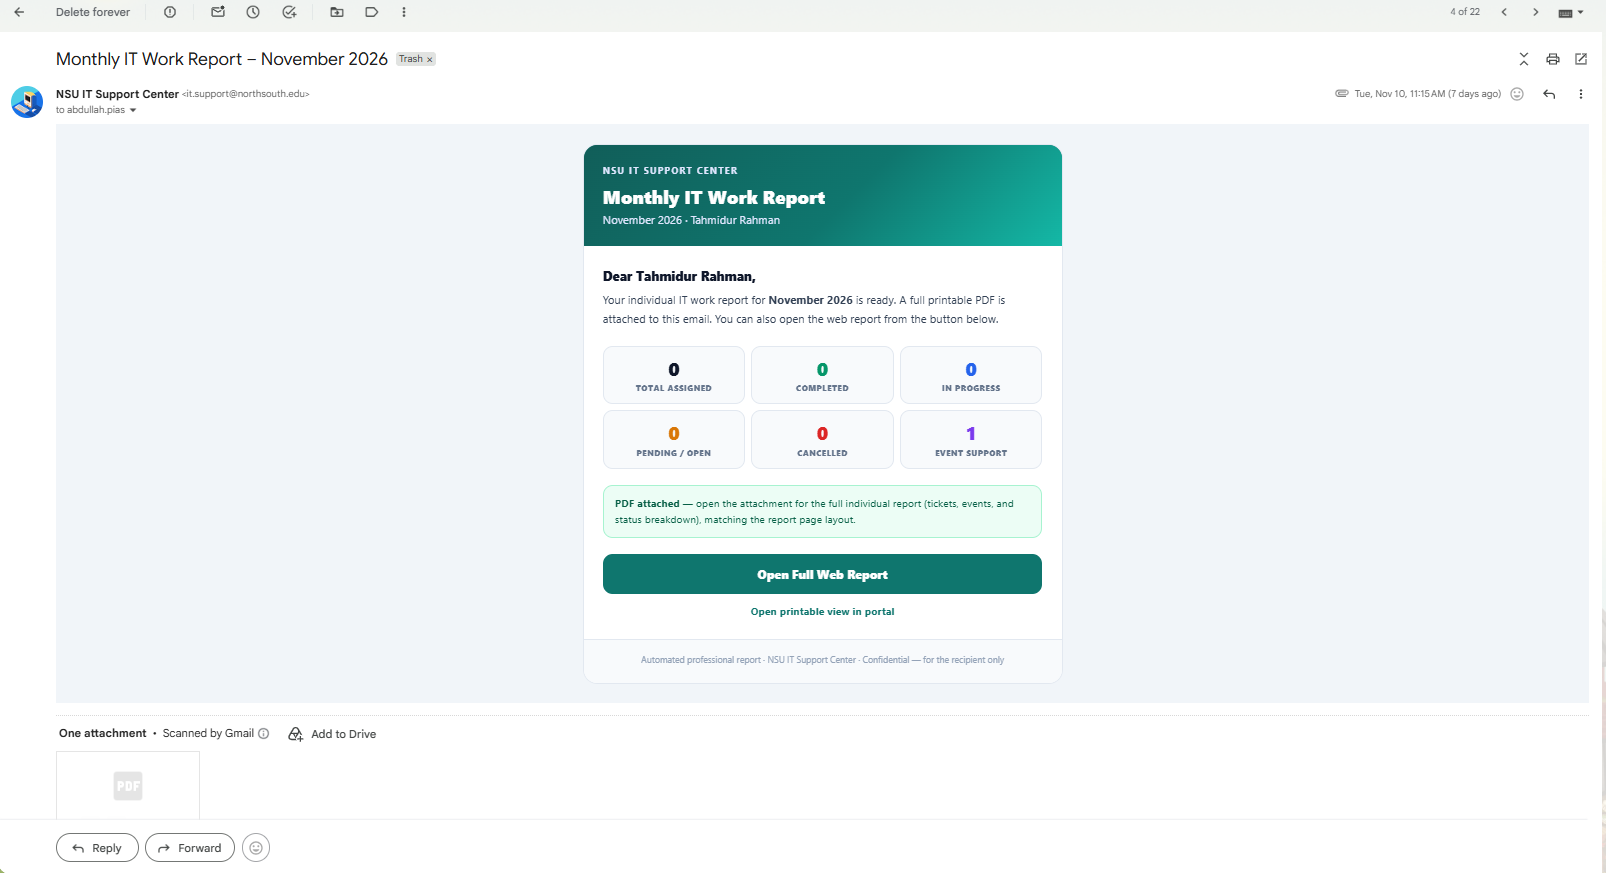 Delete forever
4 of 22
Monthly IT Work Report – November 2026 Trash x
NSU IT Support Center <it.support@northsouth.edu>
Tue, Nov 10, 11:15 AM (7 days ago)
to abdullah.pias
NSU IT SUPPORT CENTER
Monthly IT Work Report
November 2026 · Tahmidur Rahman
Dear Tahmidur Rahman,
Your individual IT work report for November 2026 is ready. A full printable PDF is
attached to this email. You can also open the web report from the button below.
0
TOTAL ASSIGNED
0
COMPLETED
0
IN PROGRESS
0
PENDING / OPEN
0
CANCELLED
1
EVENT SUPPORT
PDF attached — open the attachment for the full individual report (tickets, events, and
status breakdown), matching the report page layout.
Open Full Web Report
Open printable view in portal
Automated professional report · NSU IT Support Center · Confidential — for the recipient only
One attachment • Scanned by Gmail
Add to Drive
PDF
Reply
Forward